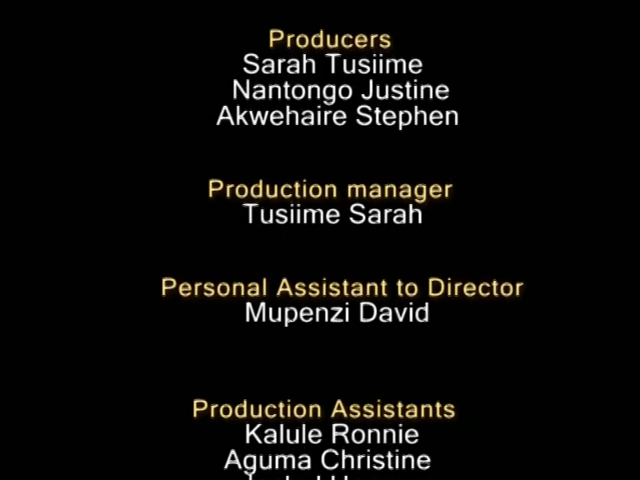 Producers
Sarah Tusiime
Nantongo Justine
Akwehaire Stephen
Production manager
Tusiime Sarah
Personal Assistant to Director
Mupenzi David
Production Assistants
Kalule Ronnie
Aguma Christine